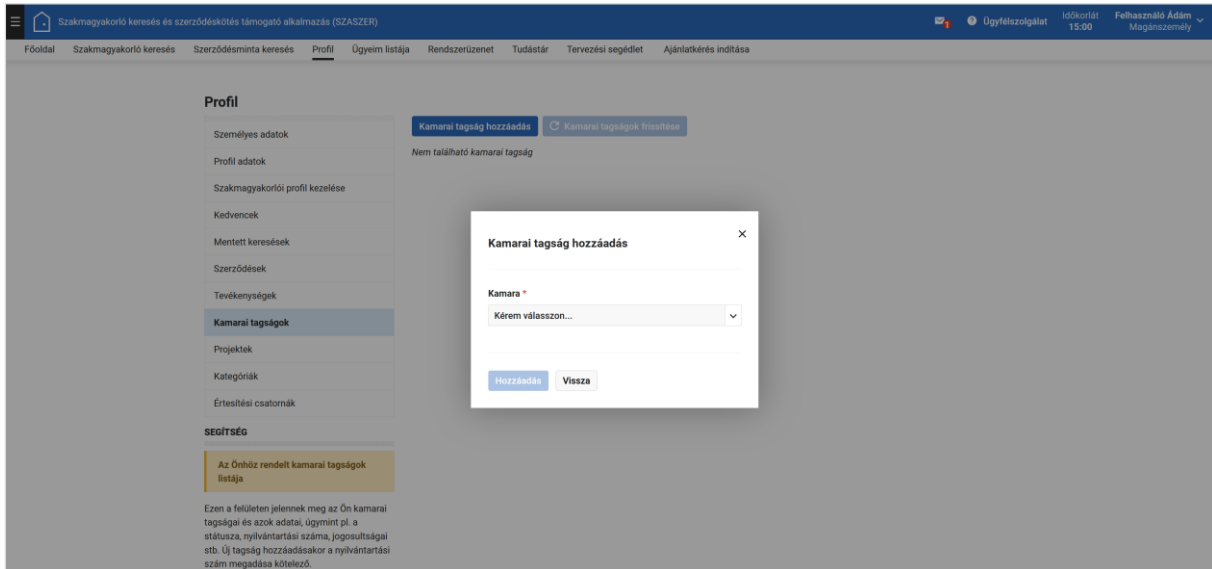 Szakmagyakorló keresés és szerződéskötés támogató alkalmazás (SZASZER)
1
Ügyfélszolgálat
Időkorlát
15:00
Felhasználó Ádám
Magánszemély
Főoldal Szakmagyakorló keresés Szerződésminta keresés Profil Ügyeim listája Rendszerüzenet Tudástár Tervezési segédlet Ajánlatkérés indítása
Profil
Személyes adatok
Profil adatok
Szakmagyakorlói profil kezelése
Kedvencek
Mentett keresések
Szerződések
Tevékenységek
Kamarai tagságok
Projektek
Kategóriák
Értesítési csatornák
SEGÍTSÉG
Az Önhöz rendelt kamarai tagságok
listája
Ezen a felületen jelennek meg az Ön kamarai
tagságai és azok adatai, úgymint pl. a
státusza, nyilvántartási száma, jogosultságai
stb. Új tagság hozzáadásakor a nyilvántartási
szám megadása kötelező.
Kamarai tagság hozzáadás Kamarai tagságok frissítése
Nem található kamarai tagság
Kamarai tagság hozzáadás
Kamara *
Kérem válasszon...
Hozzáadás Vissza